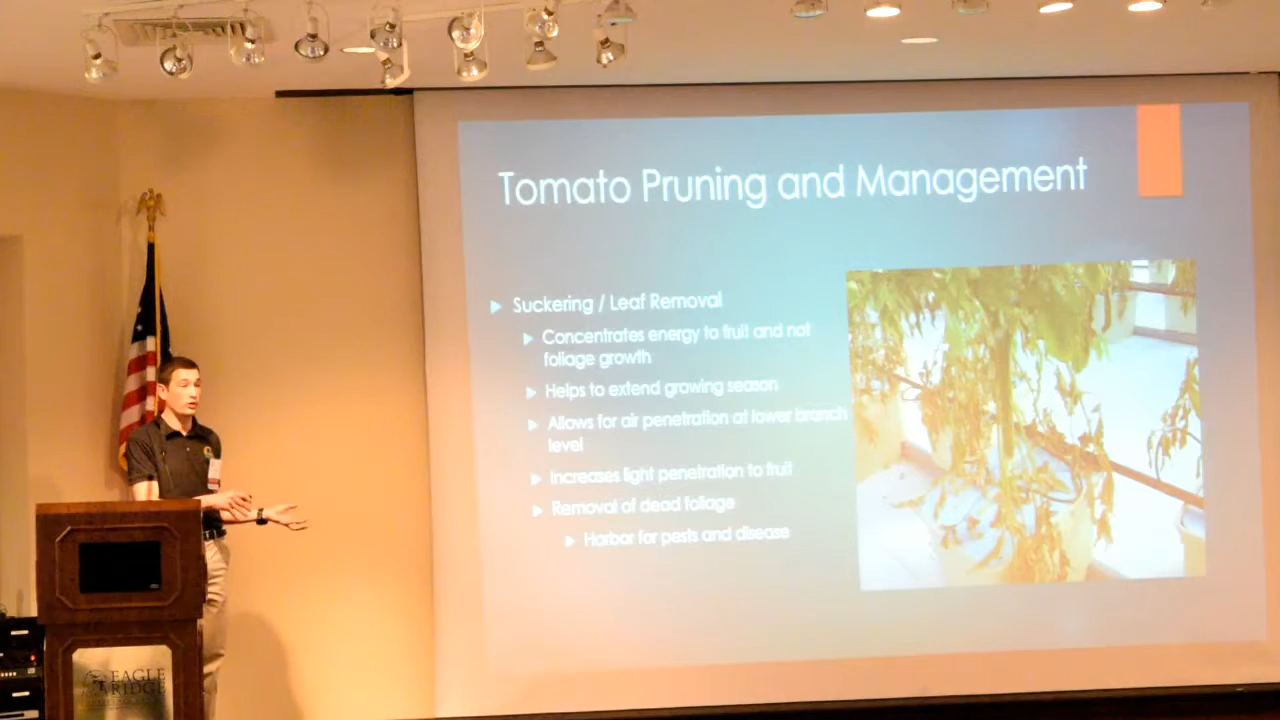 Tomato Pruning and Management
Suckering / Leaf Removal
Concentrates energy to fruit and not
foliage growth
Helps to extend growing season
Allows for air penetration at lower branch
level
Increases light penetration to fruit
Removal of dead foliage
Harbor for pests and disease
EAGLE
RIDGE